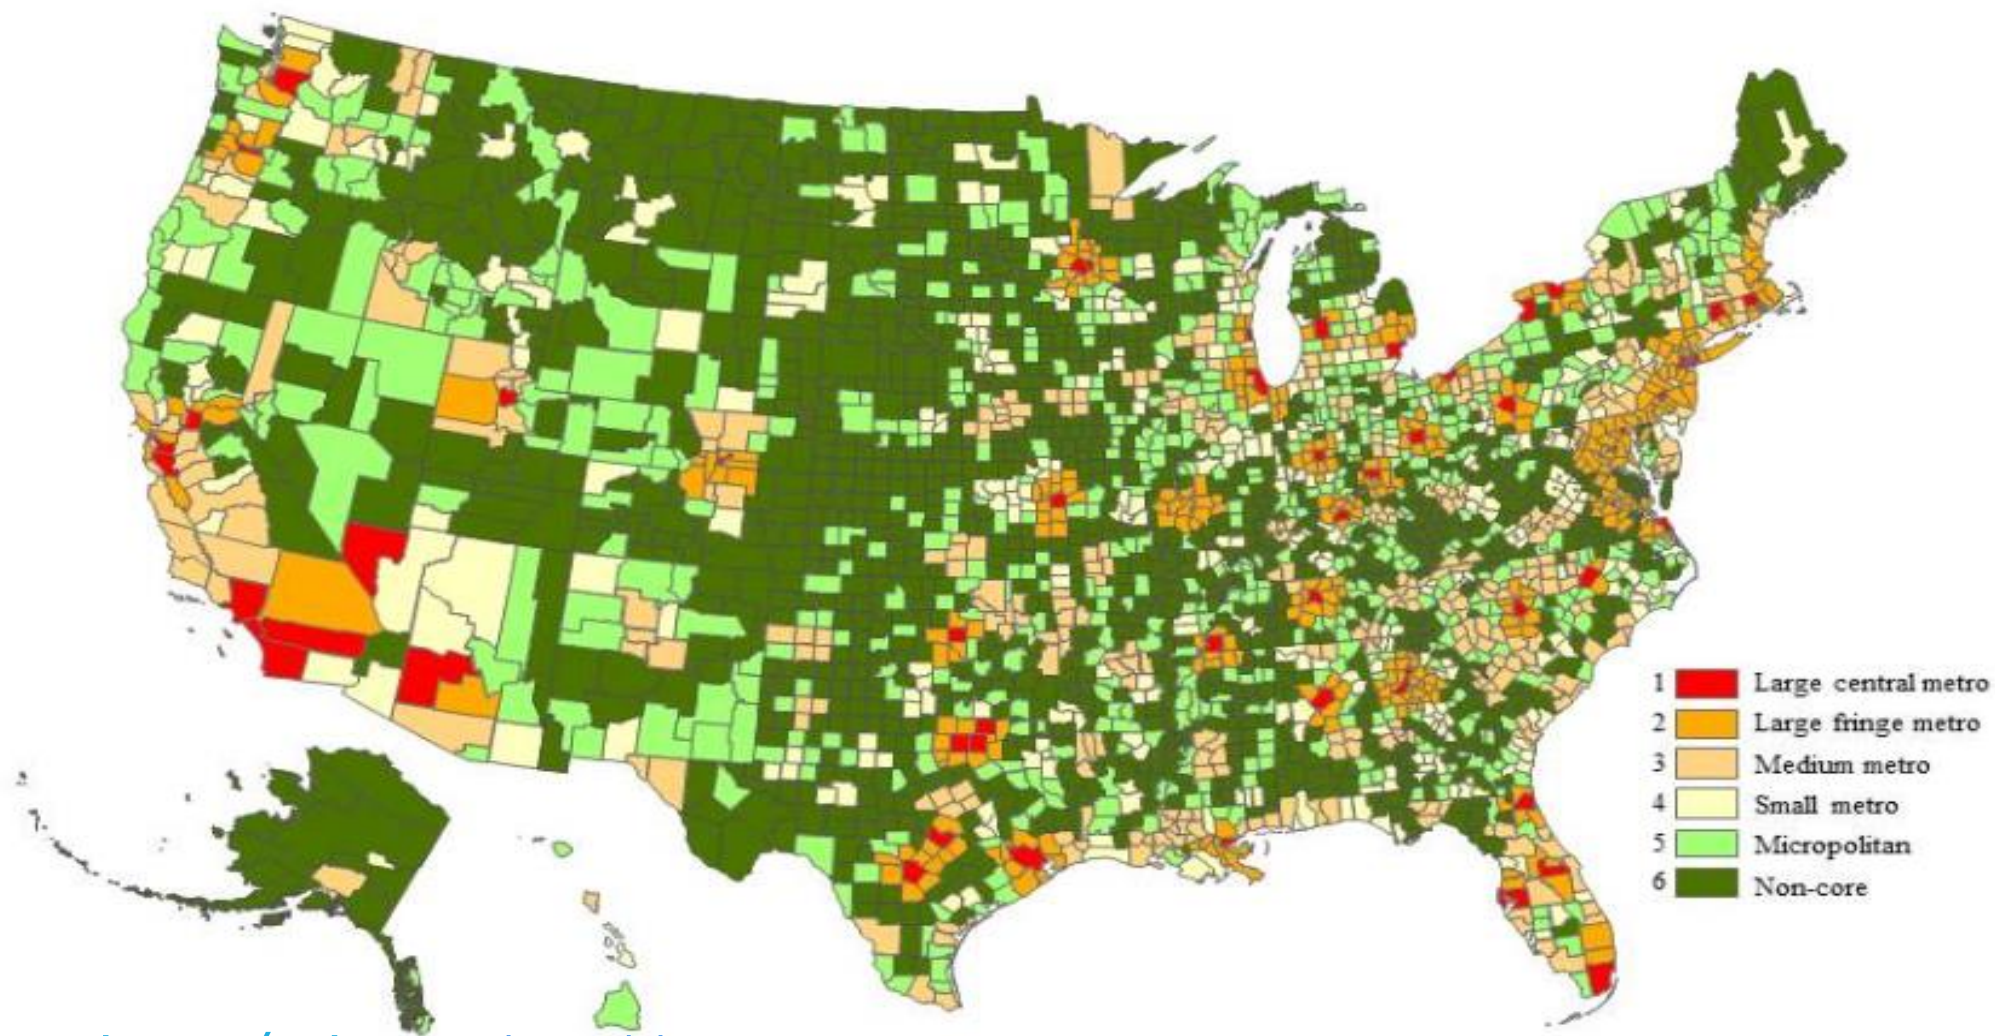 1 Large central metro
2 Large fringe metro
3 Medium metro
4 Small metro
5 Micropolitan
6 Non-core